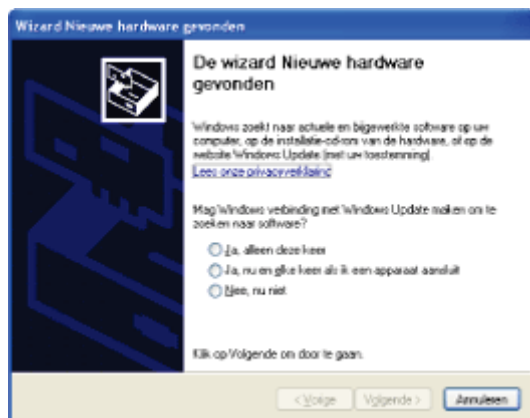 Wizard Nieuwe hardware gevonden
De wizard Nieuwe hardware
gevonden
Windows zoekt naar actuele en bijgewerkte software op uw
computer, op de installatie-cd-rom van de hardware, of op de
website Windows Update (met uw toestemming).
Lees onze privacyverklaring
Mag Windows verbinding met Windows Update maken om te
zoeken naar software?
Ja, alleen deze keer
Ja, nu en elke keer als ik een apparaat aansluit
Nee, nu niet
Klik op Volgende om door te gaan.
< Vorige
Volgende >
Annuleren